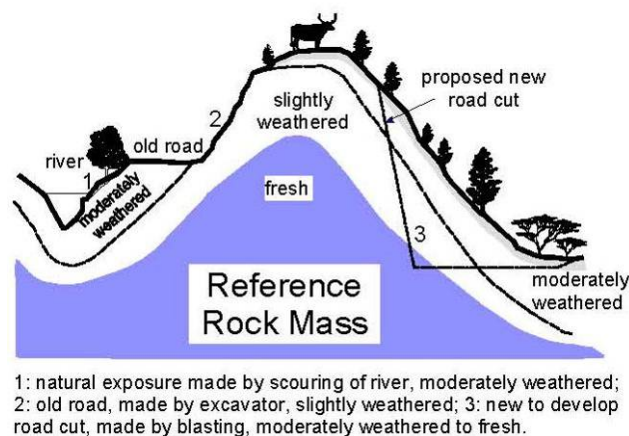 proposed new
road cut
slightly
weathered
2
old road
river
1
moderately
weathered
fresh
3
moderately
weathered
Reference
Rock Mass
1: natural exposure made by scouring of river, moderately weathered;
2: old road, made by excavator, slightly weathered; 3: new to develop
road cut, made by blasting, moderately weathered to fresh.